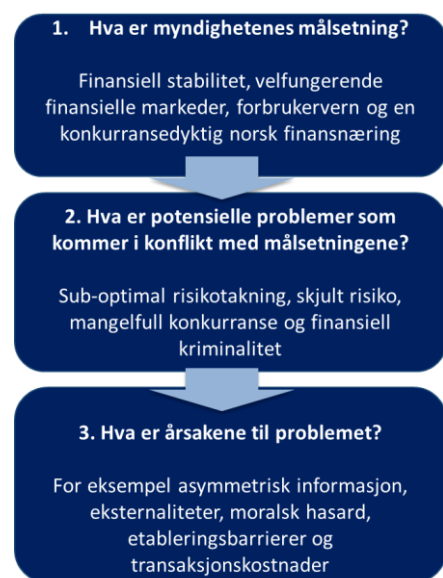 1. Hva er myndighetenes målsetning?
Finansiell stabilitet, velfungerende
finansielle markeder, forbrukervern og en
konkurransedyktig norsk finansnæring
2. Hva er potensielle problemer som
kommer i konflikt med målsetningene?
Sub-optimal risikotakning, skjult risiko,
mangelfull konkurranse og finansiell
kriminalitet
3. Hva er årsakene til problemet?
For eksempel asymmetrisk informasjon,
eksternaliteter, moralsk hasard,
etableringsbarrierer og
transaksjonskostnader